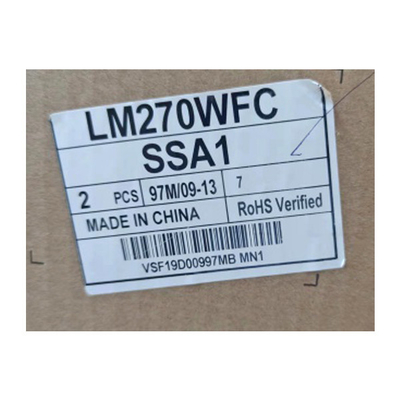 LM270WFC
SSA1
2 PCS 97M/09-13 7
MADE IN CHINA RoHS Verified
VSF19D00997MB MN1